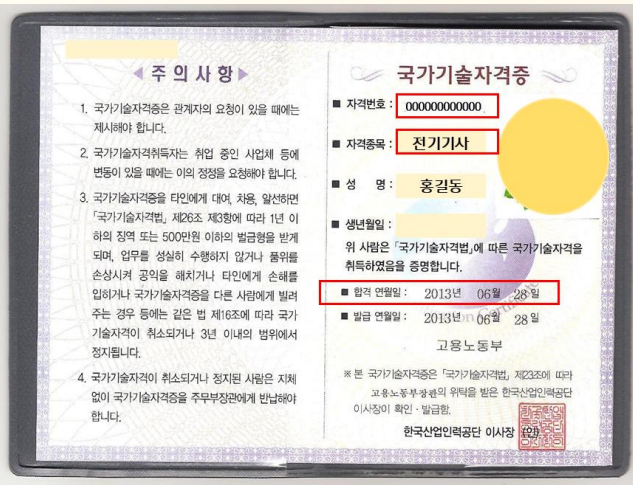 ◀ 주 의 사 항 ▶
1. 국가기술자격증은 관계자의 요청이 있을 때에는
제시해야 합니다.
2. 국가기술자격취득자는 취업 중인 사업체 등에
변동이 있을 때에는 이의 정정을 요청해야 합니다.
3. 국가기술자격증을 타인에게 대여, 차용, 알선하면
「국가기술자격법」 제26조 제3항에 따라 1년 이
하의 징역 또는 500만원 이하의 벌금형을 받게
되며, 업무를 성실히 수행하지 않거나 품위를
손상시켜 공익을 해치거나 타인에게 손해를
입히거나 국가기술자격증을 다른 사람에게 빌려
주는 경우 등에는 같은 법 제16조에 따라 국가
기술자격이 취소되거나 3년 이내의 범위에서
정지됩니다.
4. 국가기술자격이 취소되거나 정지된 사람은 지체
없이 국가기술자격증을 주무부장관에게 반납해야
합니다.
국가기술자격증
■ 자격번호 : 000000000000
■ 자격종목 : 전기기사
■ 성 명 : 홍길동
■ 생년월일 :
위 사람은 「국가기술자격법」에 따른 국가기술자격을
취득하였음을 증명합니다.
■ 합격 연월일 : 2013년 06월 28일
■ 발급 연월일 : 2013년 06월 28일
고용노동부
※ 본 국가기술자격증은 「국가기술자격법」 제23조에 따라
고용노동부장관의 위탁을 받은 한국산업인력공단
이사장이 확인 · 발급함.
한국산업인력공단 이사장 (인)